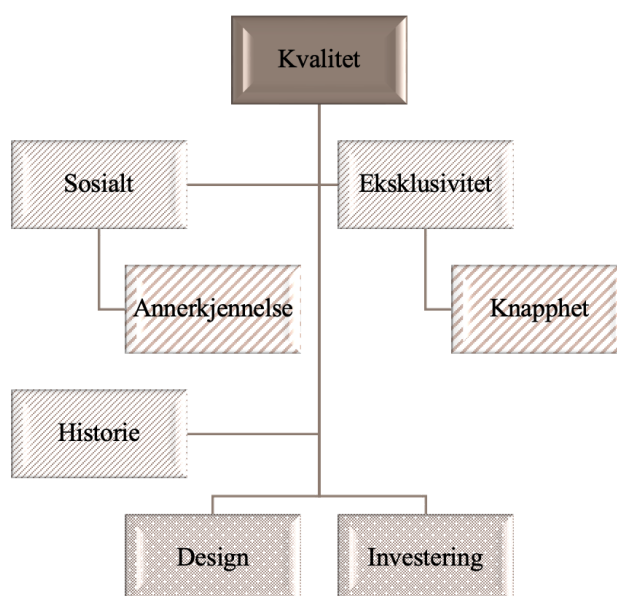 Kvalitet
Sosialt
Eksklusivitet
Annerkjennelse
Knapphet
Historie
Design
Investering